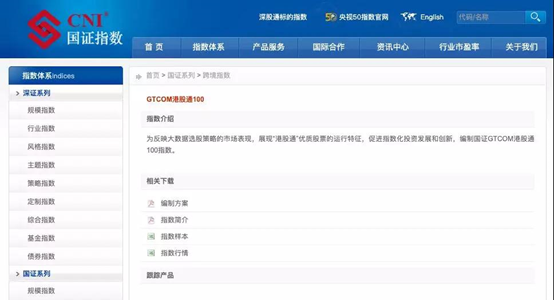 深股通标的指数 央视50指数官网 English 代码/名称
CNI
国证指数
首 页 指数体系 产品服务 国际合作 资讯中心 行业市盈率 关于我们
指数体系indices
深证系列
规模指数
行业指数
风格指数
主题指数
策略指数
定制指数
综合指数
基金指数
债券指数
国证系列
规模指数
首页 > 国证系列 > 跨境指数
GTCOM港股通100
指数介绍
为反映大数据选股策略的市场表现，展现“港股通”优质股票的运行特征，促进指数化投资发展和创新，编制国证GTCOM港股通
100指数。
相关下载
编制方案
指数简介
指数样本
指数行情
跟踪产品